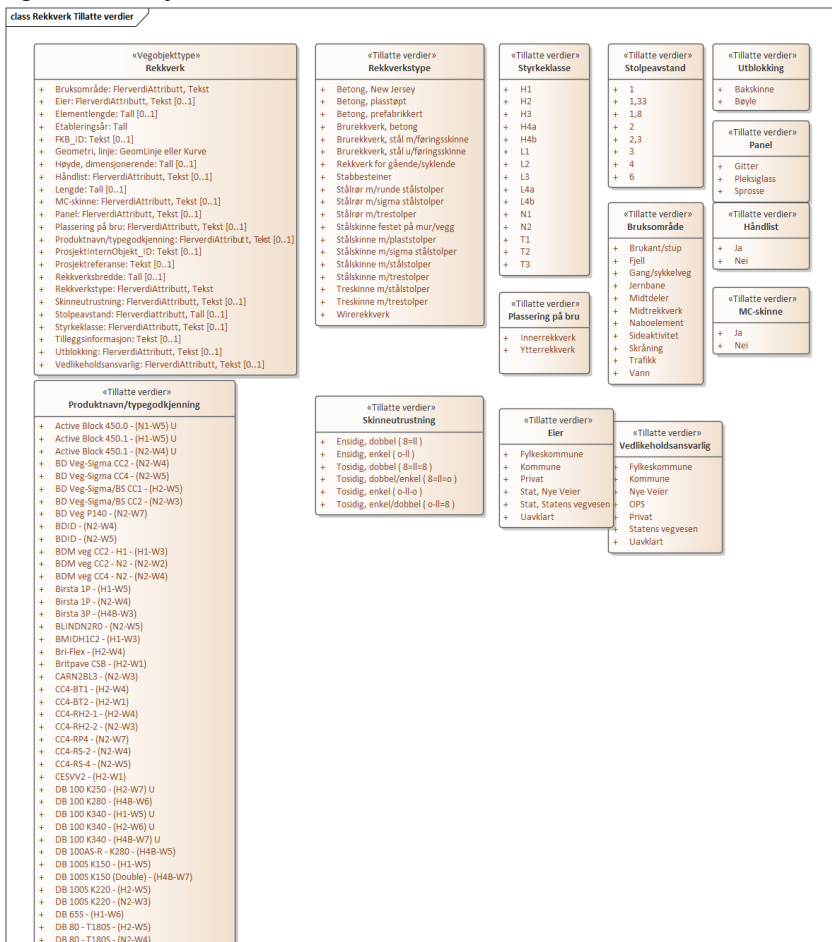 class Rekkverk Tillatte verdier
«Vegobjekttype»
Rekkverk
+ Bruksområde: FlerverdiAttributt, Tekst
+ Eier: FlerverdiAttributt, Tekst [0..1]
+ Elementlengde: Tall [0..1]
+ Etableringsår: Tall
+ FKB_ID: Tekst [0..1]
+ Geometri, linje: GeomLinje eller Kurve
+ Høyde, dimensjonerende: Tall [0..1]
+ Håndlist: FlerverdiAttributt, Tekst [0..1]
+ Lengde: Tall [0..1]
+ MC-skinne: FlerverdiAttributt, Tekst [0..1]
+ Panel: FlerverdiAttributt, Tekst [0..1]
+ Plassering på bru: FlerverdiAttributt, Tekst [0..1]
+ Produktnavn/typegodkjenning: FlerverdiAttributt, Tekst [0..1]
+ ProsjektInternObjekt_ID: Tekst [0..1]
+ Prosjektreferanse: Tekst [0..1]
+ Rekkverksbredde: Tall [0..1]
+ Rekkverkstype: FlerverdiAttributt, Tekst
+ Skinneutrustning: FlerverdiAttributt, Tekst [0..1]
+ Stolpeavstand: Flerverdiattributt, Tall [0..1]
+ Styrkeklasse: FlerverdiAttributt, Tekst [0..1]
+ Tilleggsinformasjon: Tekst [0..1]
+ Utblokking: FlerverdiAttributt, Tekst [0..1]
+ Vedlikeholdsansvarlig: FlerverdiAttributt, Tekst [0..1]
«Tillatte verdier»
Rekkverkstype
+ Betong, New Jersey
+ Betong, plasstøpt
+ Betong, prefabrikkert
+ Brurekkverk, betong
+ Brurekkverk, stål m/føringsskinne
+ Brurekkverk, stål u/føringsskinne
+ Rekkverk for gående/syklende
+ Stabbesteiner
+ Stålrør m/runde stålstolper
+ Stålrør m/sigma stålstolper
+ Stålrør m/trestolper
+ Stålskinne festet på mur/vegg
+ Stålskinne m/plaststolper
+ Stålskinne m/sigma stålstolper
+ Stålskinne m/stålstolper
+ Stålskinne m/trestolper
+ Treskinne m/stålstolper
+ Treskinne m/trestolper
+ Wirerekkverk
«Tillatte verdier»
Styrkeklasse
+ H1
+ H2
+ H3
+ H4a
+ H4b
+ L1
+ L2
+ L3
+ L4a
+ L4b
+ N1
+ N2
+ T1
+ T2
+ T3
«Tillatte verdier»
Stolpeavstand
+ 1
+ 1,33
+ 1,8
+ 2
+ 2,3
+ 3
+ 4
+ 6
«Tillatte verdier»
Utblokking
+ Bakskinne
+ Bøyle
«Tillatte verdier»
Panel
+ Gitter
+ Pleksiglass
+ Sprosse
«Tillatte verdier»
Bruksområde
+ Brukant/stup
+ Fjell
+ Gang/sykkelveg
+ Jernbane
+ Midtdeler
+ Midtrekkverk
+ Naboelement
+ Sideaktivitet
+ Skråning
+ Trafikk
+ Vann
«Tillatte verdier»
Håndlist
+ Ja
+ Nei
«Tillatte verdier»
Plassering på bru
+ Innerrekkverk
+ Ytterrekkverk
«Tillatte verdier»
MC-skinne
+ Ja
+ Nei
«Tillatte verdier»
Produktnavn/typegodkjenning
+ Active Block 450.0 - (N1-W5) U
+ Active Block 450.1 - (H1-W5) U
+ Active Block 450.1 - (N2-W4) U
+ BD Veg-Sigma CC2 - (N2-W4)
+ BD Veg-Sigma CC4 - (N2-W5)
+ BD Veg-Sigma/BS CC1 - (H2-W5)
+ BD Veg-Sigma/BS CC2 - (N2-W3)
+ BD Veg P140 - (N2-W7)
+ BDID - (N2-W4)
+ BDID - (N2-W5)
+ BDM veg CC2 - H1 - (H1-W3)
+ BDM veg CC2 - N2 - (N2-W2)
+ BDM veg CC4 - N2 - (N2-W4)
+ Birsta 1P - (H1-W5)
+ Birsta 1P - (N2-W4)
+ Birsta 3P - (H4B-W3)
+ BLINDN2R0 - (N2-W5)
+ BMIDH1C2 - (H1-W3)
+ Bri-Flex - (H2-W4)
+ Britpave CSB - (H2-W1)
+ CARN2BL3 - (N2-W3)
+ CC4-BT1 - (H2-W4)
+ CC4-BT2 - (H2-W1)
+ CC4-RH2-1 - (H2-W4)
+ CC4-RH2-2 - (N2-W3)
+ CC4-RP4 - (N2-W7)
+ CC4-RS-2 - (N2-W4)
+ CC4-RS-4 - (N2-W5)
+ CESVV2 - (H2-W1)
+ DB 100 K250 - (H2-W7) U
+ DB 100 K280 - (H4B-W6)
+ DB 100 K340 - (H1-W5) U
+ DB 100 K340 - (H2-W6) U
+ DB 100 K340 - (H4B-W7) U
+ DB 100AS-R - K280 - (H4B-W5)
+ DB 100S K150 - (H1-W5)
+ DB 100S K150 (Double) - (H4B-W7)
+ DB 100S K220 - (H2-W5)
+ DB 100S K220 - (N2-W3)
+ DB 65S - (H1-W6)
+ DB 80 - T180S - (H2-W5)
+ DB 80 - T180S - (N2-W4)
«Tillatte verdier»
Skinneutrustning
+ Ensidig, dobbel ( 8=ll )
+ Ensidig, enkel ( o-ll )
+ Tosidig, dobbel ( 8=ll=8 )
+ Tosidig, dobbel/enkel ( 8=ll=o )
+ Tosidig, enkel ( o-ll-o )
+ Tosidig, enkel/dobbel ( o-ll=8 )
«Tillatte verdier»
Eier
+ Fylkeskommune
+ Kommune
+ Privat
+ Stat, Nye Veier
+ Stat, Statens vegvesen
+ Uavklart
«Tillatte verdier»
Vedlikeholdsansvarlig
+ Fylkeskommune
+ Kommune
+ Nye Veier
+ OPS
+ Privat
+ Statens vegvesen
+ Uavklart